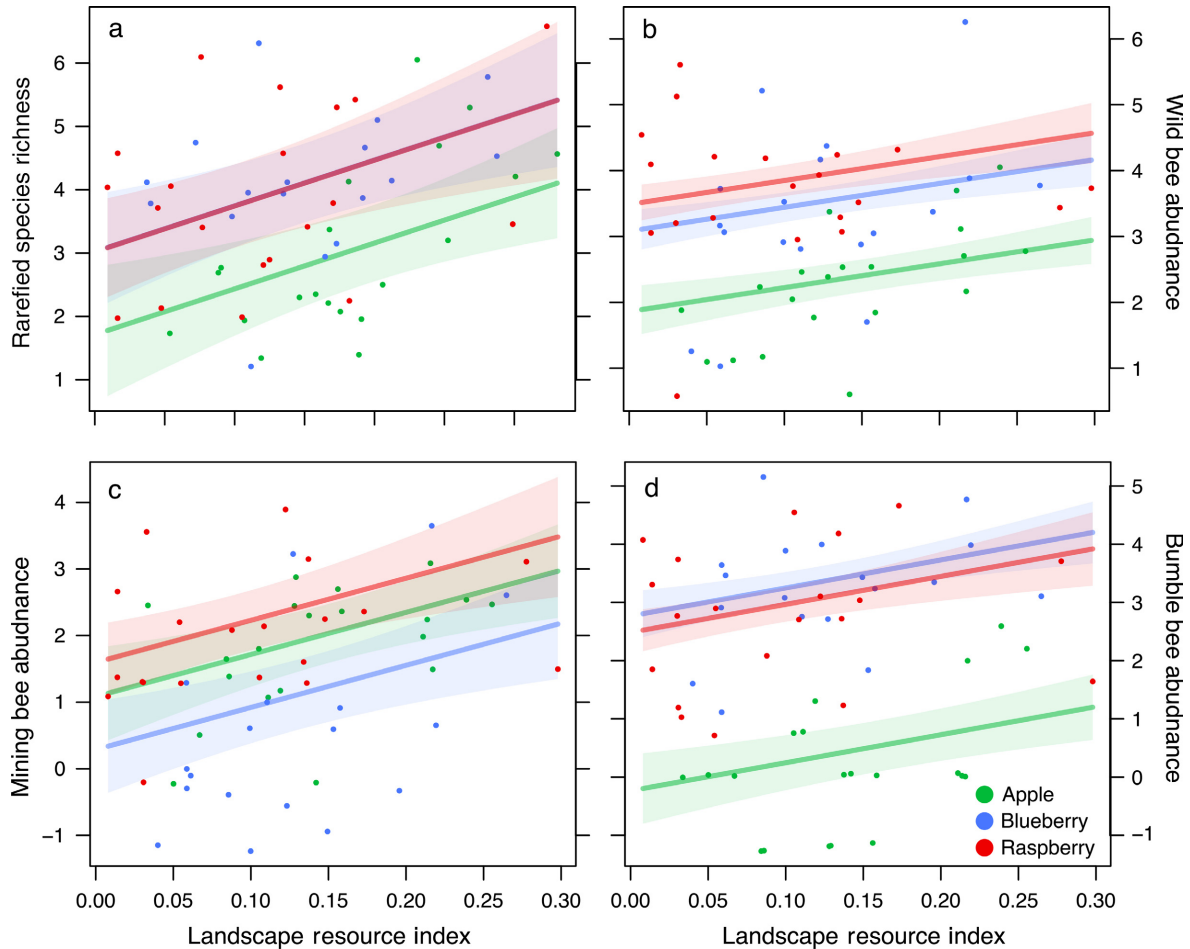 a
Rarefied species richness
6
5
4
3
2
1
b
Wild bee abudnance
6
5
4
3
2
1
c
Mining bee abudnance
4
3
2
1
0
−1
0.00 0.05 0.10 0.15 0.20 0.25 0.30
Landscape resource index
d
Bumble bee abudnance
5
4
3
2
1
0
−1
Apple
Blueberry
Raspberry
0.00 0.05 0.10 0.15 0.20 0.25 0.30
Landscape resource index